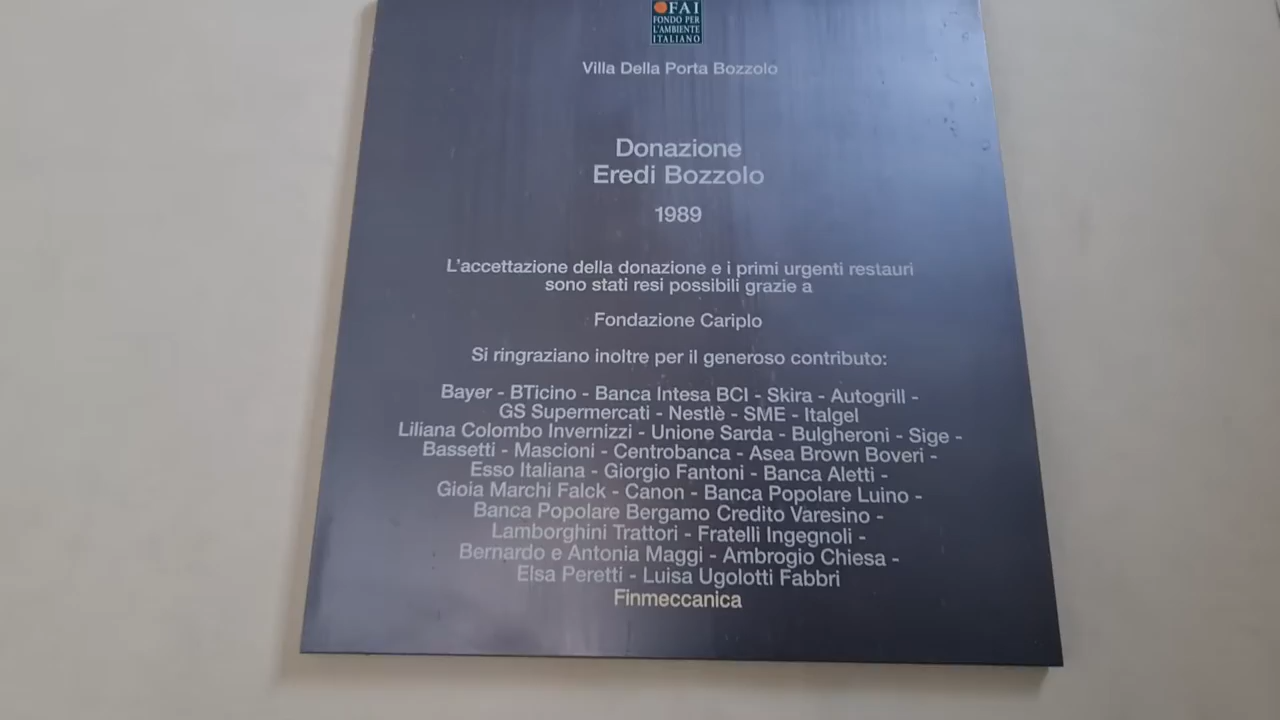 FAI
FONDO PER
L'AMBIENTE
ITALIANO
Villa Della Porta Bozzolo
Donazione
Eredi Bozzolo
1989
L'accettazione della donazione e i primi urgenti restauri
sono stati resi possibili grazie a
Fondazione Cariplo
Si ringraziano inoltre per il generoso contributo:
Bayer - BTicino - Banca Intesa BCI - Skira - Autogrill -
GS Supermercati - Nestlè - SME - Italgel
Liliana Colombo Invernizzi - Unione Sarda - Bulgheroni - Sige -
Bassetti - Mascioni - Centrobanca - Asea Brown Boveri -
Esso Italiana - Giorgio Fantoni - Banca Aletti -
Gioia Marchi Falck - Canon - Banca Popolare Luino -
Banca Popolare Bergamo Credito Varesino -
Lamborghini Trattori - Fratelli Ingegnoli -
Bernardo e Antonia Maggi - Ambrogio Chiesa -
Elsa Peretti - Luisa Ugolotti Fabbri
Finmeccanica